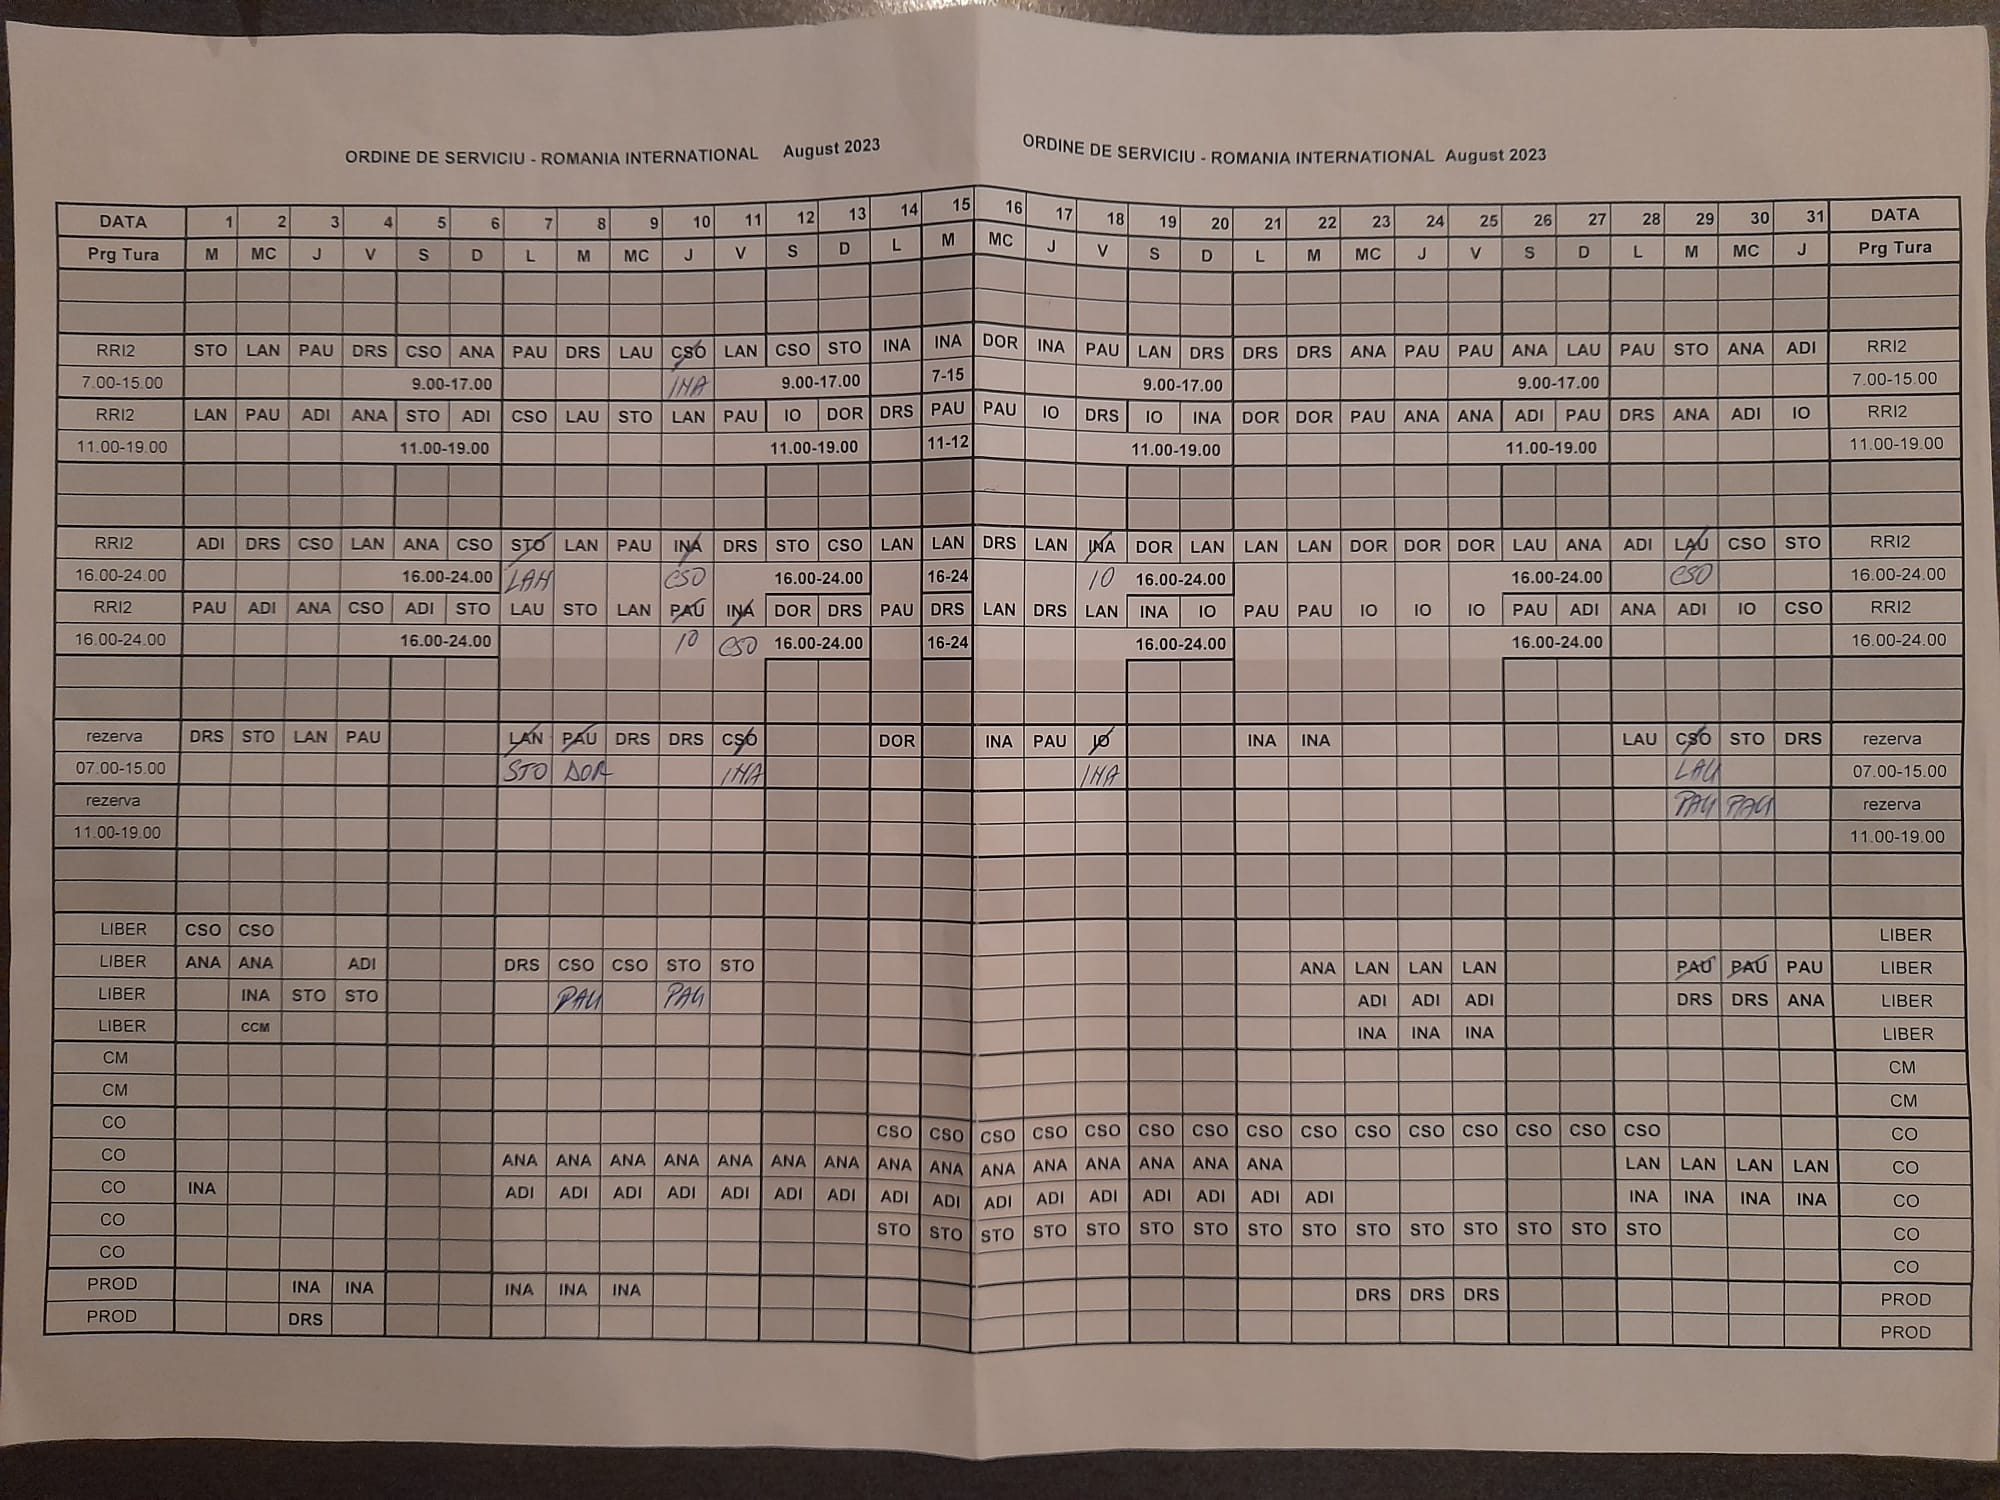 ORDINE DE SERVICIU - ROMANIA INTERNATIONAL August 2023 ORDINE DE SERVICIU - ROMANIA INTERNATIONAL August 2023
DATA 1 2 3 4 5 6 7 8 9 10 11 12 13 14 15 16 17 18 19 20 21 22 23 24 25 26 27 28 29 30 31 DATA
Prg Tura M MC J V S D L M MC J V S D L M MC J V S D L M MC J V S D L M MC J Prg Tura
RRI2 STO LAN PAU DRS CSO ANA PAU DRS LAU CSO LAN CSO STO INA INA DOR INA PAU LAN DRS DRS DRS ANA PAU PAU ANA LAU PAU STO ANA ADI RRI2
7.00-15.00 9.00-17.00 INA 9.00-17.00 7-15 9.00-17.00 9.00-17.00 7.00-15.00
RRI2 LAN PAU ADI ANA STO ADI CSO LAU STO LAN PAU IO DOR DRS PAU PAU IO DRS IO INA DOR DOR PAU ANA ANA ADI PAU DRS ANA ADI IO RRI2
11.00-19.00 11.00-19.00 11.00-19.00 11-12 11.00-19.00 11.00-19.00 11.00-19.00
RRI2 ADI DRS CSO LAN ANA CSO STO LAN PAU INA DRS STO CSO LAN LAN DRS LAN INA DOR LAN LAN LAN DOR DOR DOR LAU ANA ADI LAU CSO STO RRI2
16.00-24.00 16.00-24.00 LAN CSO 16.00-24.00 16-24 IO 16.00-24.00 16.00-24.00 CSO 16.00-24.00
RRI2 PAU ADI ANA CSO ADI STO LAU STO LAN PAU INA DOR DRS PAU DRS LAN DRS LAN INA IO PAU PAU IO IO IO PAU ADI ANA ADI IO CSO RRI2
16.00-24.00 16.00-24.00 IO CSO 16.00-24.00 16-24 16.00-24.00 16.00-24.00 16.00-24.00
rezerva DRS STO LAN PAU LAN PAU DRS DRS CSO DOR INA PAU IO INA INA LAU CSO STO DRS rezerva
07.00-15.00 STO DOR INA INA LAU 07.00-15.00
rezerva PAU PAU rezerva
11.00-19.00 11.00-19.00
LIBER CSO CSO LIBER
LIBER ANA ANA ADI DRS CSO CSO STO STO ANA LAN LAN LAN PAU PAU PAU LIBER
LIBER INA STO STO PAU PAU ADI ADI ADI DRS DRS ANA LIBER
LIBER CCM INA INA INA LIBER
CM CM
CM CM
CO CSO CSO CSO CSO CSO CSO CSO CSO CSO CSO CSO CSO CSO CSO CSO CO
CO ANA ANA ANA ANA ANA ANA ANA ANA ANA ANA ANA ANA ANA ANA ANA LAN LAN LAN LAN CO
CO INA ADI ADI ADI ADI ADI ADI ADI ADI ADI ADI ADI ADI ADI ADI ADI ADI INA INA INA INA CO
CO STO STO STO STO STO STO STO STO STO STO STO STO STO STO STO CO
CO CO
PROD INA INA INA INA INA DRS DRS DRS PROD
PROD DRS PROD